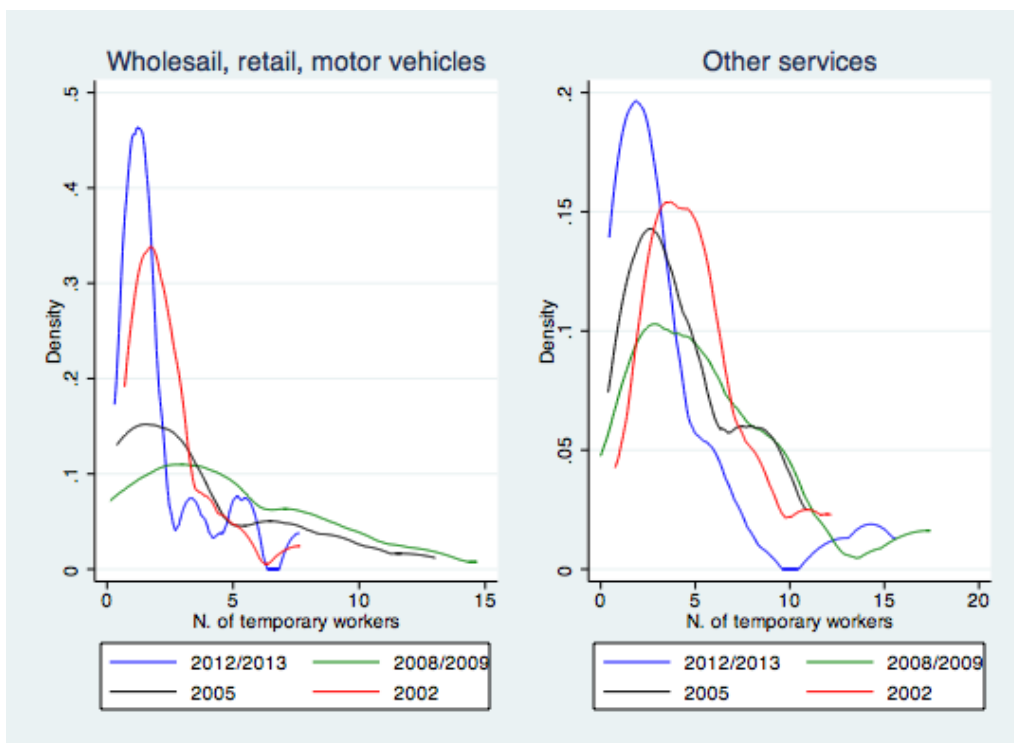 Wholesail, retail, motor vehicles
Density
0 .1 .2 .3 .4 .5
0 5 10 15
N. of temporary workers
2012/2013 2008/2009
2005 2002
Other services
Density
0 .05 .1 .15 .2
0 5 10 15 20
N. of temporary workers
2012/2013 2008/2009
2005 2002